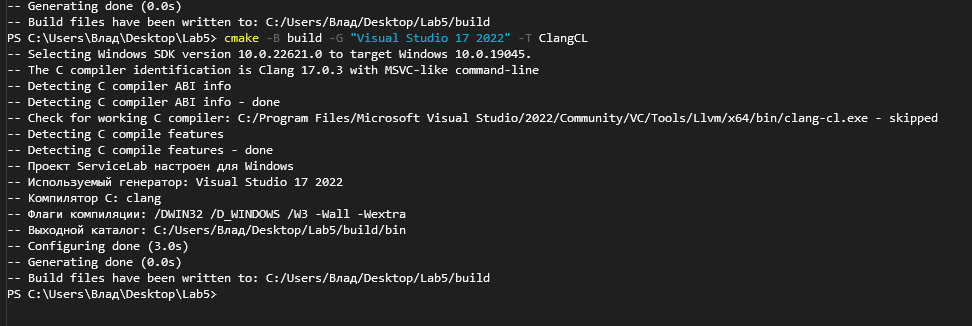 -- Generating done (0.0s)
-- Build files have been written to: C:/Users/Влад/Desktop/Lab5/build
PS C:\Users\Влад\Desktop\Lab5> cmake -B build -G "Visual Studio 17 2022" -T ClangCL
-- Selecting Windows SDK version 10.0.22621.0 to target Windows 10.0.19045.
-- The C compiler identification is Clang 17.0.3 with MSVC-like command-line
-- Detecting C compiler ABI info
-- Detecting C compiler ABI info - done
-- Check for working C compiler: C:/Program Files/Microsoft Visual Studio/2022/Community/VC/Tools/Llvm/x64/bin/clang-cl.exe - skipped
-- Detecting C compile features
-- Detecting C compile features - done
-- Проект ServiceLab настроен для Windows
-- Используемый генератор: Visual Studio 17 2022
-- Компилятор C: clang
-- Флаги компиляции: /DWIN32 /D_WINDOWS /W3 -Wall -Wextra
-- Выходной каталог: C:/Users/Влад/Desktop/Lab5/build/bin
-- Configuring done (3.0s)
-- Generating done (0.0s)
-- Build files have been written to: C:/Users/Влад/Desktop/Lab5/build
PS C:\Users\Влад\Desktop\Lab5>